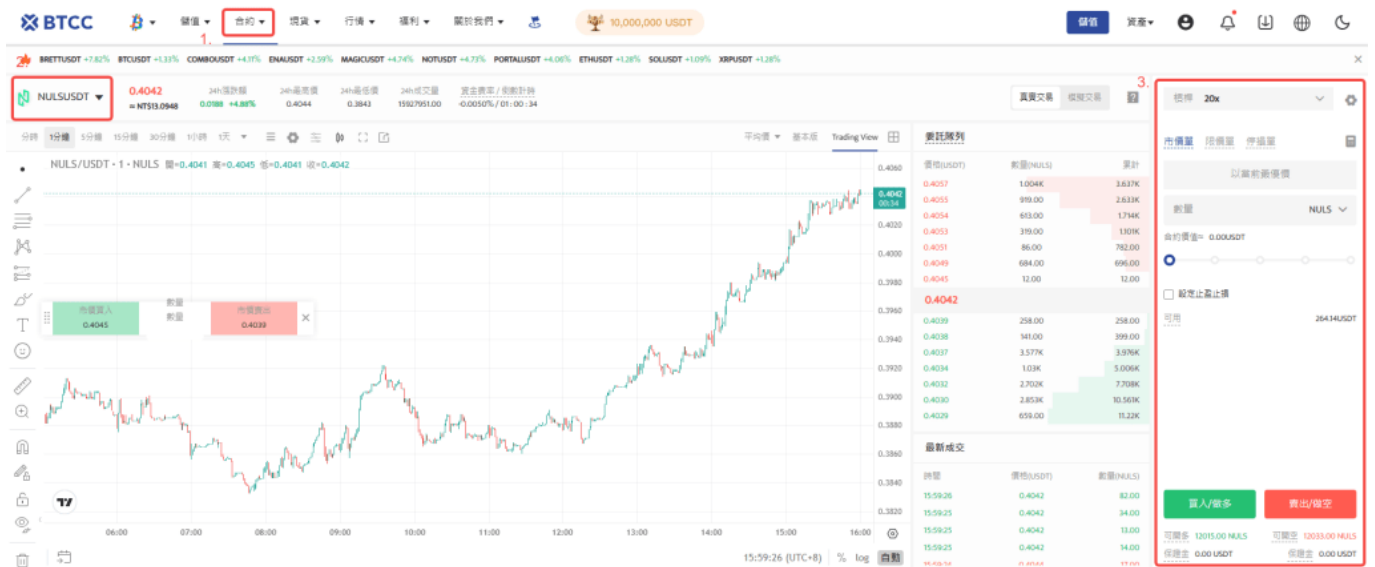 BTCC 儲值 合約 現貨 行情 福利 關於我們 10,000,000 USDT 儲值 資產
1.
BRETTUSDT +7.82% BTCUSDT +1.33% COMBOUSDT +4.11% ENAUSDT +2.59% MAGICUSDT +4.74% NOTUSDT +4.73% PORTALUSDT +4.06% ETHUSDT +1.28% SOLUSDT +1.09% XRPUSDT +1.28%
3.
NULSUSDT 0.4042 24h漲跌幅 24h最高價 24h最低價 24h成交量 資金費率 / 倒數計時 真實交易 模擬交易 ?
≈ NT$13.0948 0.0188 +4.88% 0.4044 0.3843 15927951.00 -0.0050% / 01 : 00 : 34
槓桿 20x
分時 1分鐘 5分鐘 15分鐘 30分鐘 1小時 1天 平均價 基本版 Trading View
NULS/USDT · 1 · NULS 開=0.4041 高=0.4045 低=0.4041 收=0.4042
0.4060
0.4042
00:34
0.4020
0.4000
0.3980
0.3960
0.3940
0.3920
0.3900
0.3880
0.3860
0.3840
0.3820
市價買入 數量 市價賣出
0.4045 數量 0.4039
06:00 07:00 08:00 09:00 10:00 11:00 12:00 13:00 14:00 15:00 16:00
15:59:26 (UTC+8) % log 自動
委託隊列
價格(USDT) 數量(NULS) 累計
0.4057 1.004K 3.637K
0.4055 919.00 2.633K
0.4054 613.00 1.714K
0.4053 319.00 1.101K
0.4051 86.00 782.00
0.4049 684.00 696.00
0.4045 12.00 12.00
0.4042
0.4039 258.00 258.00
0.4038 141.00 399.00
0.4037 3.577K 3.976K
0.4034 1.03K 5.006K
0.4032 2.702K 7.708K
0.4030 2.853K 10.561K
0.4029 659.00 11.22K
最新成交
時間 價格(USDT) 數量(NULS)
15:59:26 0.4042 82.00
15:59:25 0.4042 34.00
15:59:25 0.4042 13.00
15:59:25 0.4042 14.00
15:59:24 0.4044 17.00
市價單 限價單 停損單
以當前最優價
數量 NULS
合約價值≈ 0.00USDT
設定止盈止損
可用 264.14USDT
買入/做多 賣出/做空
可開多 12015.00 NULS 可開空 12033.00 NULS
保證金 0.00 USDT 保證金 0.00 USDT